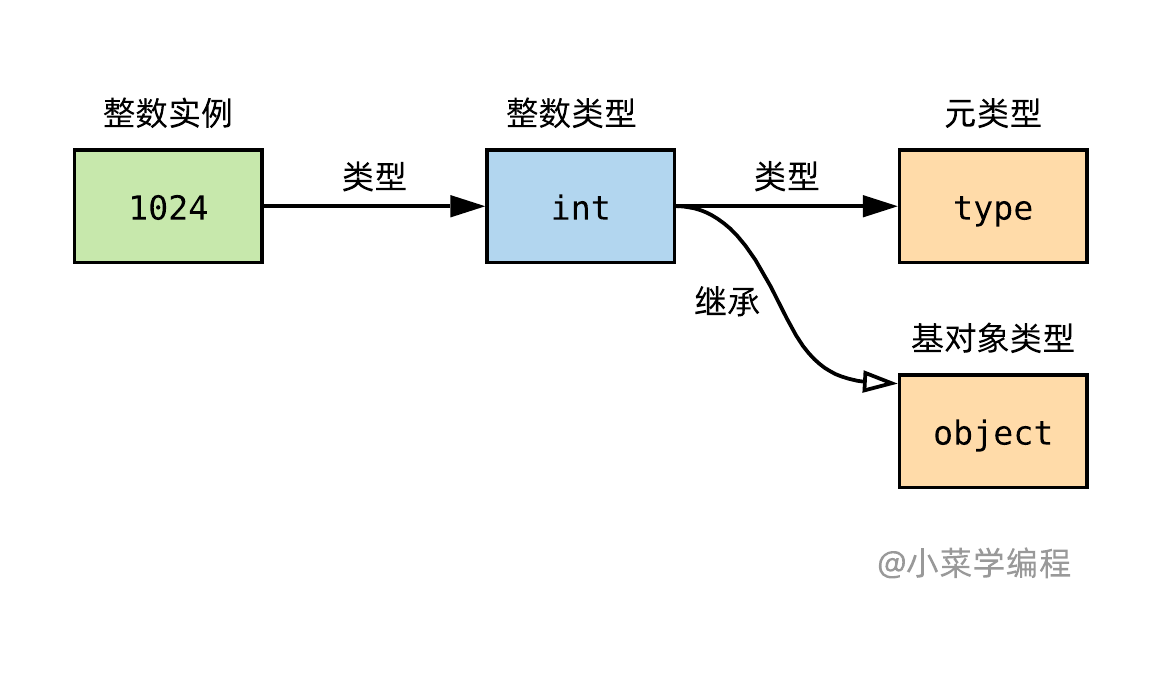 整数实例
整数类型
元类型
1024
类型
int
类型
type
继承
基对象类型
object
@小菜学编程